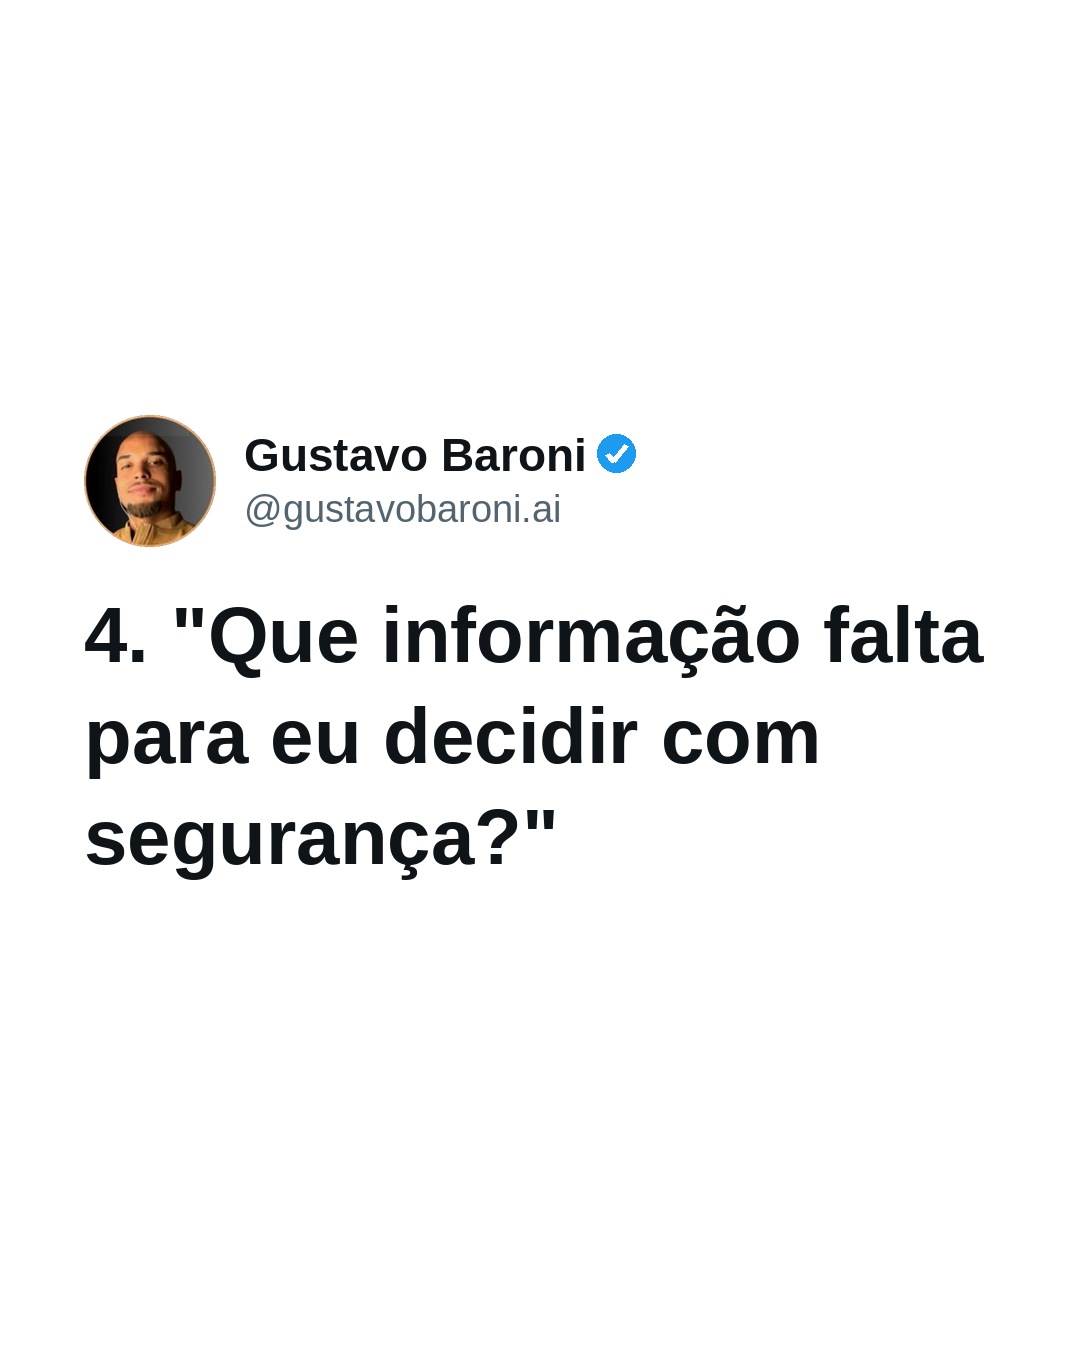 Gustavo Baroni
@gustavobaroni.ai
4. "Que informação falta
para eu decidir com
segurança?"